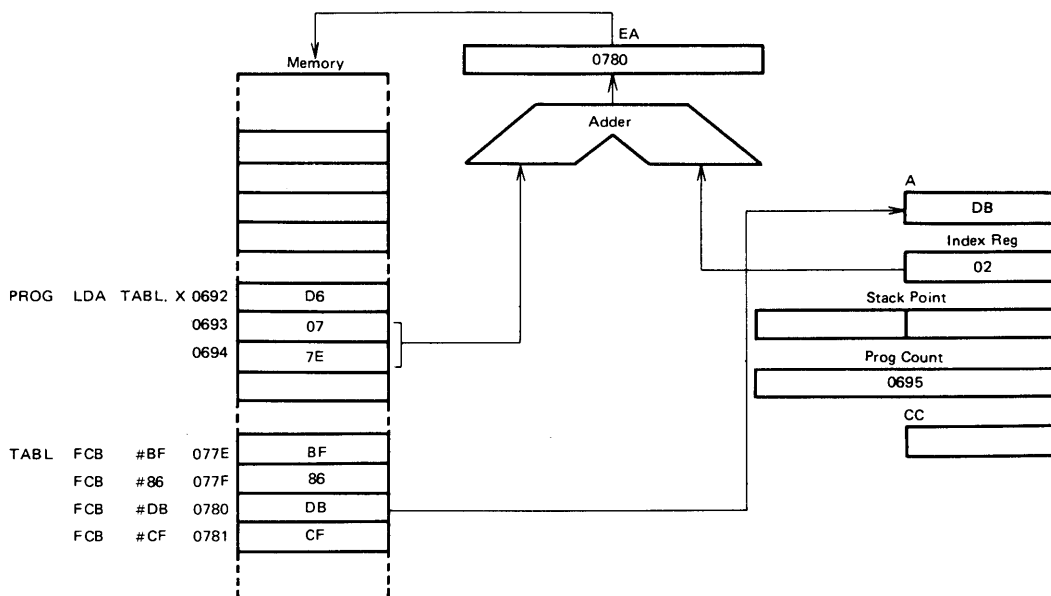 EA
0780
Memory
Adder
A
DB
Index Reg
02
PROG LDA TABL. X 0692 D6
Stack Point
0693 07
0694 7E
Prog Count
0695
CC
TABL FCB #BF 077E BF
FCB #86 077F 86
FCB #DB 0780 DB
FCB #CF 0781 CF